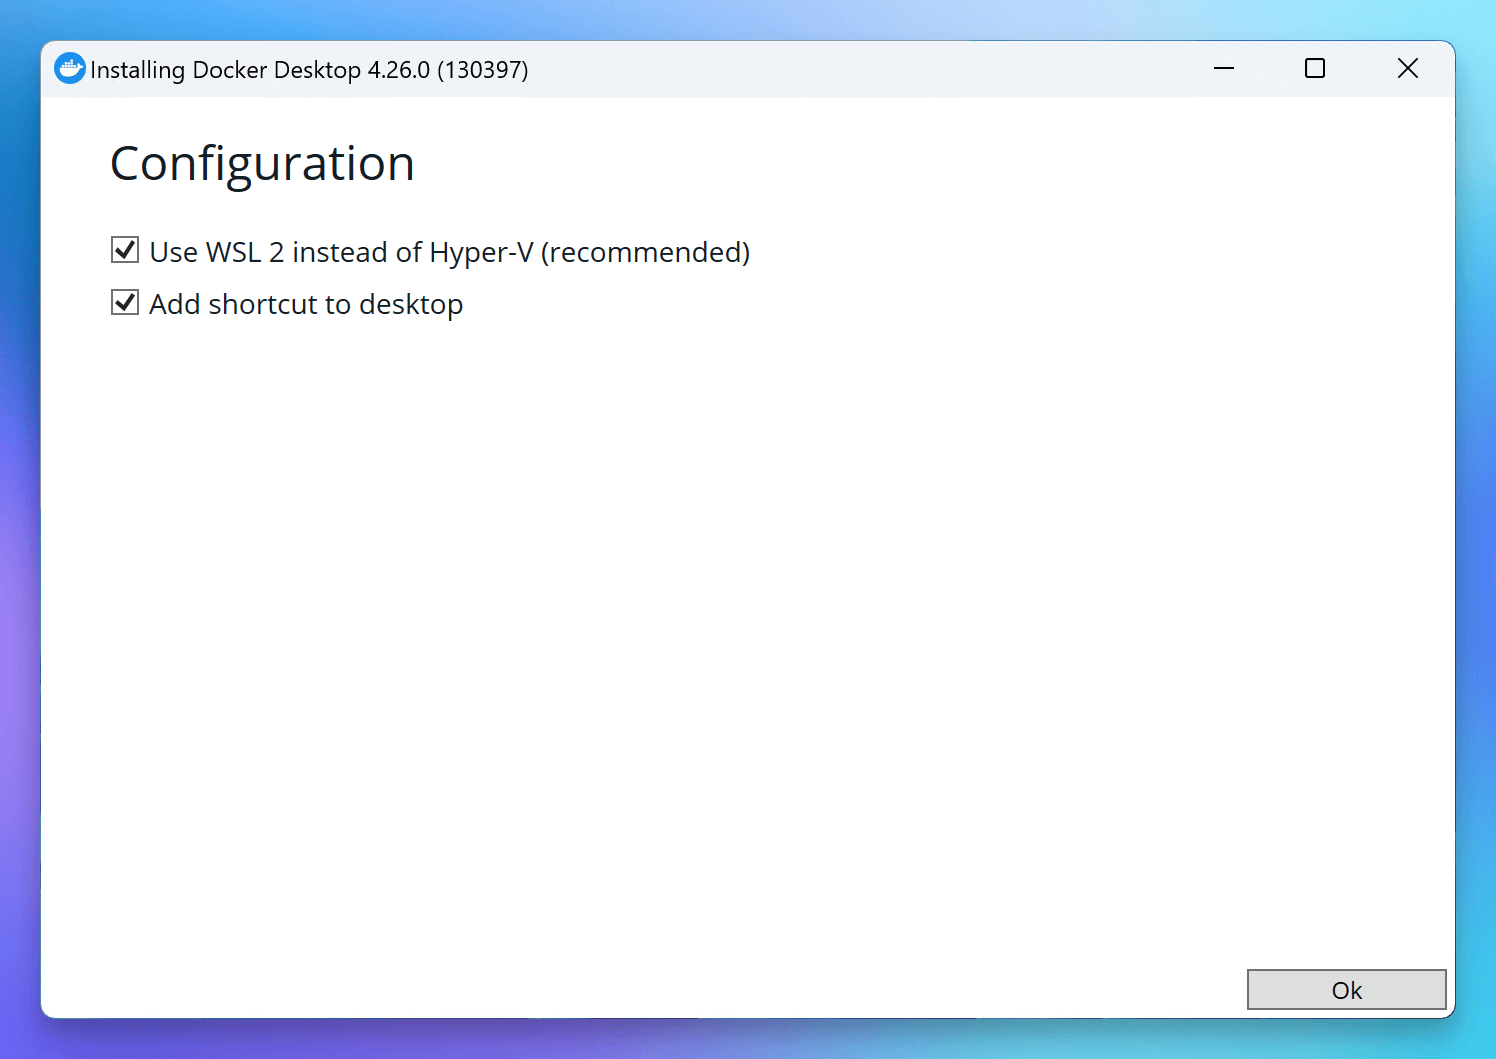 Installing Docker Desktop 4.26.0 (130397)
Configuration
Use WSL 2 instead of Hyper-V (recommended)
Add shortcut to desktop
Ok